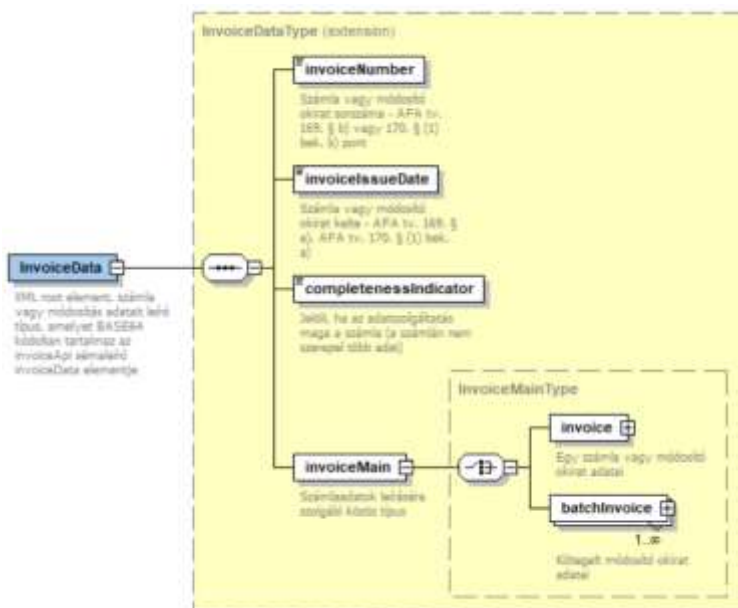 InvoiceDataType (extension)
invoiceNumber
Számla vagy módosító
okirat sorszáma - ÁFA tv.
169. § b) vagy 170. § (1)
bek. b) pont
invoiceIssueDate
Számla vagy módosító
okirat kelte - ÁFA tv. 169. §
a), ÁFA tv. 170. § (1) bek.
a)
InvoiceData
XML root element, számla
vagy módosítás adatait leíró
típus, amelyet BASE64
kódoltan tartalmaz az
invoiceApi sémaleíró
invoiceData elementje
completenessIndicator
Jelöli, ha az adatszolgáltatás
maga a számla (a számlán nem
szerepel több adat)
InvoiceMainType
invoice
Egy számla vagy módosító
okirat adatai
invoiceMain
Számlaadatok leírására
szolgáló közös típus
batchInvoice
1..∞
Kötegelt módosító okirat
adatai